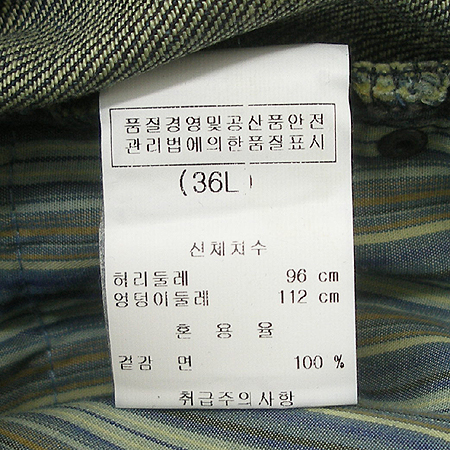 품질경영및공산품안전
관리법에의한품질표시
(36L)
신체치수
허리둘레 96 cm
엉덩이둘레 112 cm
혼용율
겉감 면 100 %
취급주의사항